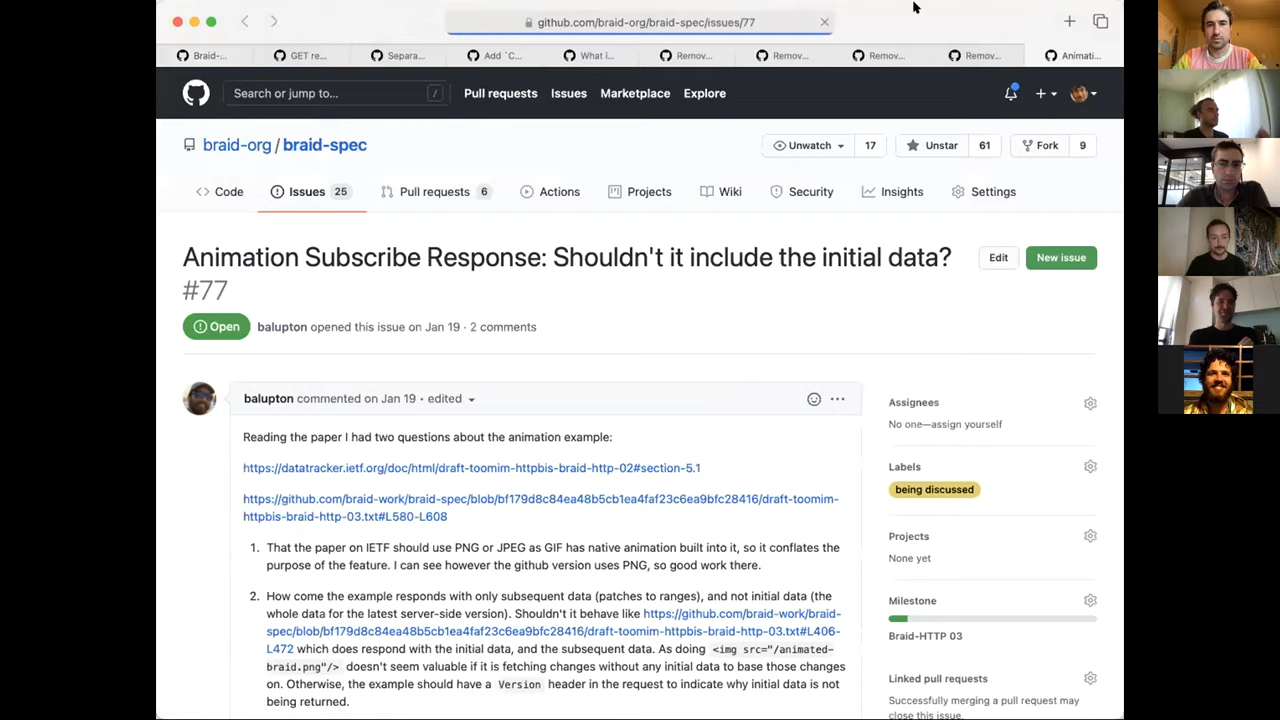 github.com/braid-org/braid-spec/issues/77
Braid-... GET re... Separa... Add `C... What i... Remov... Remov... Remov... Remov... Animati...
Search or jump to... / Pull requests Issues Marketplace Explore
braid-org / braid-spec Unwatch 17 Unstar 61 Fork 9
Code Issues 25 Pull requests 6 Actions Projects Wiki Security Insights Settings
Animation Subscribe Response: Shouldn't it include the initial data? Edit New issue
#77
Open balupton opened this issue on Jan 19 · 2 comments
balupton commented on Jan 19 • edited
Reading the paper I had two questions about the animation example:
https://datatracker.ietf.org/doc/html/draft-toomim-httpbis-braid-http-02#section-5.1
https://github.com/braid-work/braid-spec/blob/bf179d8c84ea48b5cb1ea4faf23c6ea9bfc28416/draft-toomim-
httpbis-braid-http-03.txt#L580-L608
1. That the paper on IETF should use PNG or JPEG as GIF has native animation built into it, so it conflates the
purpose of the feature. I can see however the github version uses PNG, so good work there.
2. How come the example responds with only subsequent data (patches to ranges), and not initial data (the
whole data for the latest server-side version). Shouldn't it behave like https://github.com/braid-work/braid-
spec/blob/bf179d8c84ea48b5cb1ea4faf23c6ea9bfc28416/draft-toomim-httpbis-braid-http-03.txt#L406-
L472 which does respond with the initial data, and the subsequent data. As doing <img src="/animated-
braid.png"/> doesn't seem valuable if it is fetching changes without any initial data to base those changes
on. Otherwise, the example should have a Version header in the request to indicate why initial data is not
being returned.
Assignees
No one—assign yourself
Labels
being discussed
Projects
None yet
Milestone
Braid-HTTP 03
Linked pull requests
Successfully merging a pull request may
close this issue.